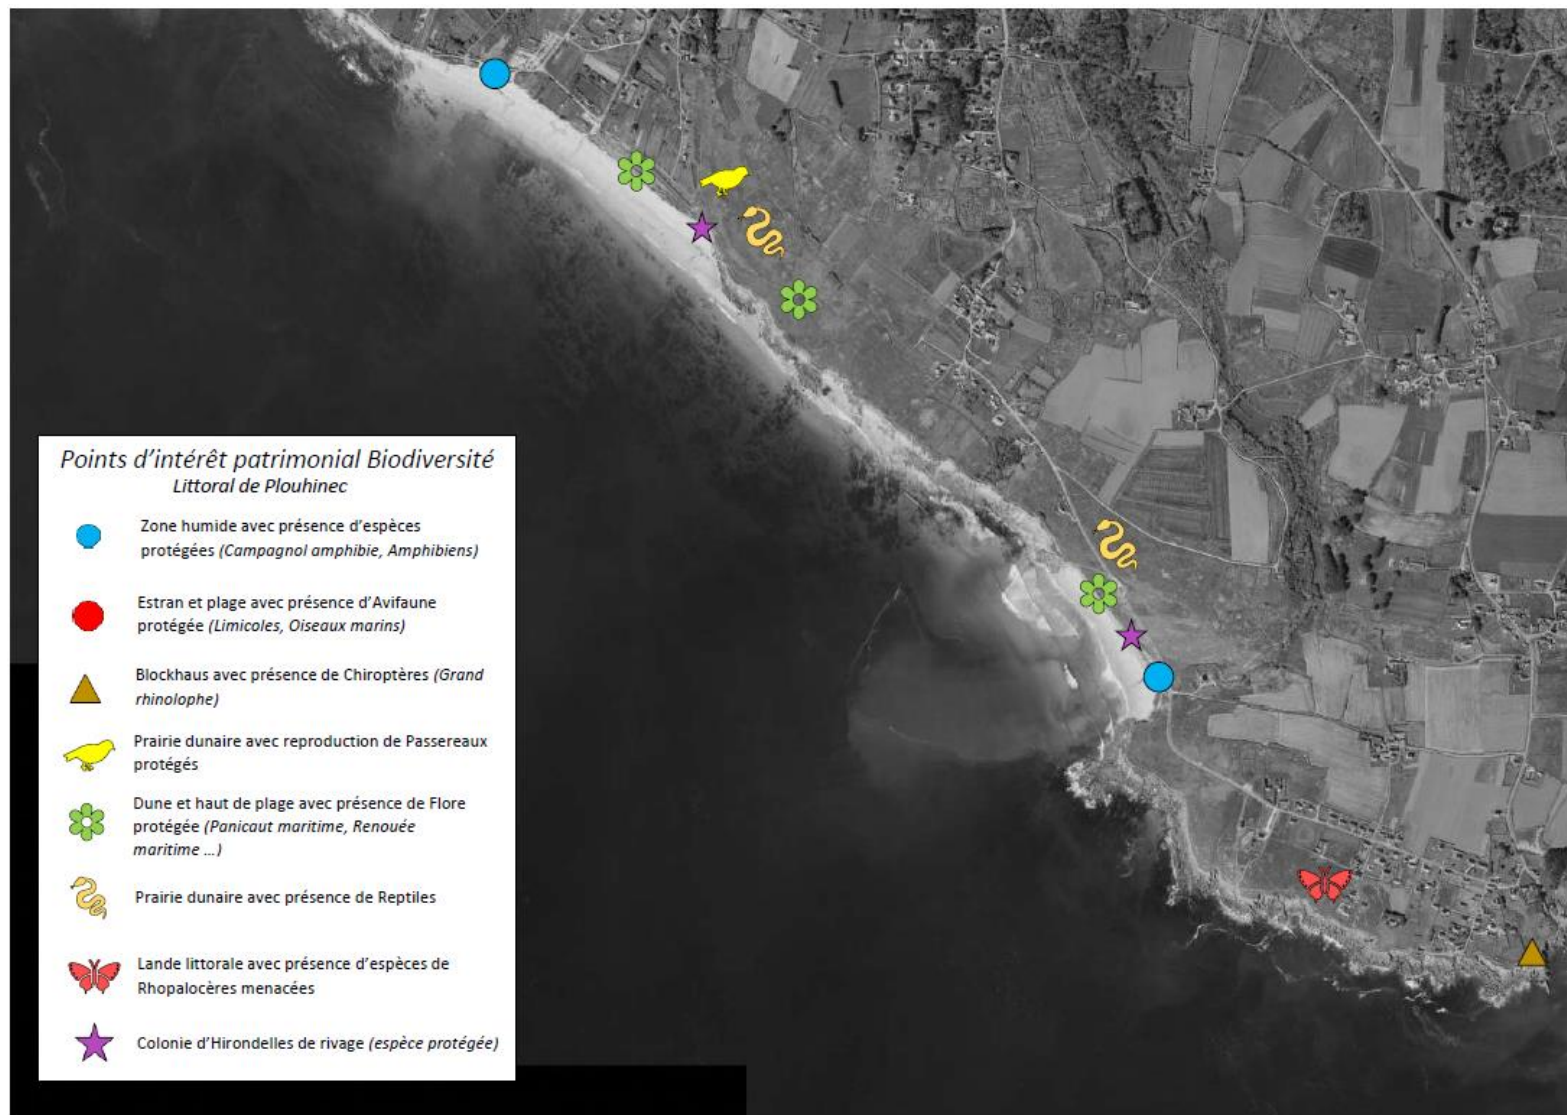 Points d'intérêt patrimonial Biodiversité
Littoral de Plouhinec
Zone humide avec présence d'espèces
protégées (Campagnol amphibie, Amphibiens)
Estran et plage avec présence d'Avifaune
protégée (Limicoles, Oiseaux marins)
Blockhaus avec présence de Chiroptères (Grand
rhinolophe)
Prairie dunaire avec reproduction de Passereaux
protégés
Dune et haut de plage avec présence de Flore
protégée (Panicaut maritime, Renouée
maritime ...)
Prairie dunaire avec présence de Reptiles
Lande littorale avec présence d'espèces de
Rhopalocères menacées
Colonie d'Hirondelles de rivage (espèce protégée)